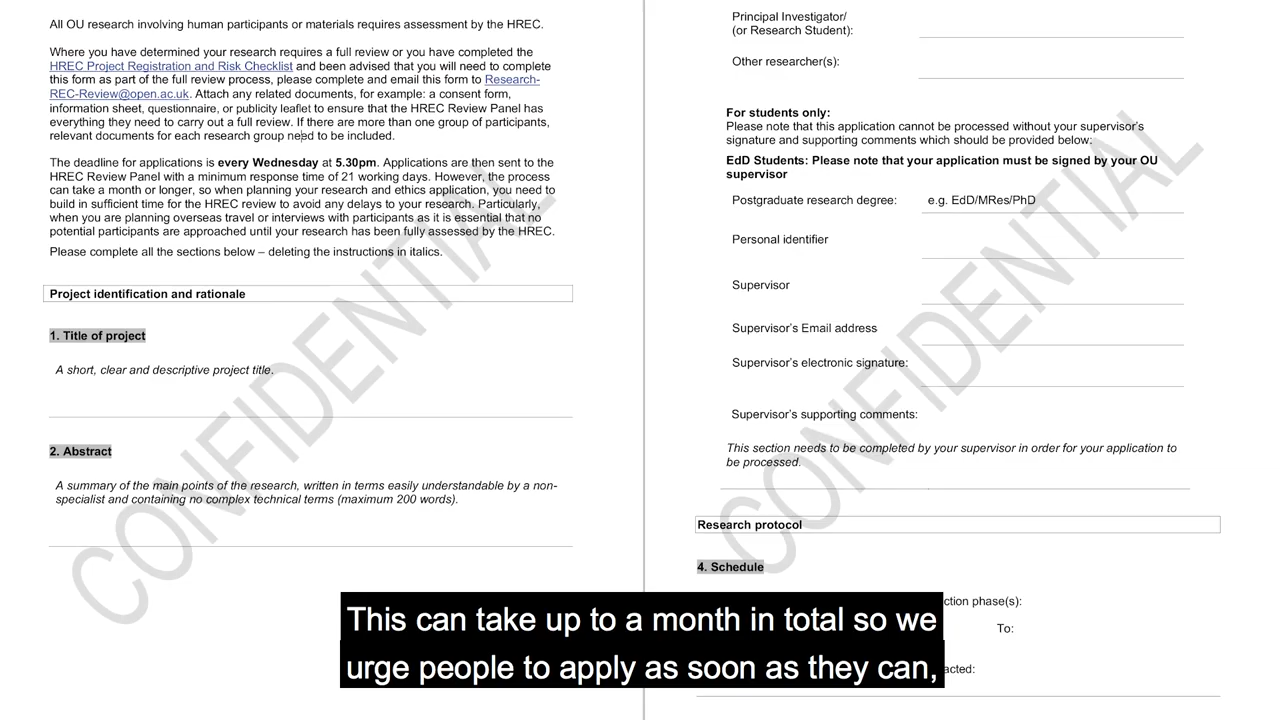 All OU research involving human participants or materials requires assessment by the HREC.
Where you have determined your research requires a full review or you have completed the
HREC Project Registration and Risk Checklist and been advised that you will need to complete
this form as part of the full review process, please complete and email this form to Research-
REC-Review@open.ac.uk. Attach any related documents, for example: a consent form,
information sheet, questionnaire, or publicity leaflet to ensure that the HREC Review Panel has
everything they need to carry out a full review. If there are more than one group of participants,
relevant documents for each research group need to be included.
The deadline for applications is every Wednesday at 5.30pm. Applications are then sent to the
HREC Review Panel with a minimum response time of 21 working days. However, the process
can take a month or longer, so when planning your research and ethics application, you need to
build in sufficient time for the HREC review to avoid any delays to your research. Particularly,
when you are planning overseas travel or interviews with participants as it is essential that no
potential participants are approached until your research has been fully assessed by the HREC.
Please complete all the sections below – deleting the instructions in italics.
Project identification and rationale
1. Title of project
A short, clear and descriptive project title.
2. Abstract
A summary of the main points of the research, written in terms easily understandable by a non-
specialist and containing no complex technical terms (maximum 200 words).
CONFIDENTIAL
Principal Investigator/
(or Research Student):
Other researcher(s):
For students only:
Please note that this application cannot be processed without your supervisor's
signature and supporting comments which should be provided below:
EdD Students: Please note that your application must be signed by your OU
supervisor
Postgraduate research degree: e.g. EdD/MRes/PhD
Personal identifier
Supervisor
Supervisor's Email address
Supervisor's electronic signature:
Supervisor's supporting comments:
This section needs to be completed by your supervisor in order for your application to
be processed.
Research protocol
4. Schedule
ction phase(s):
To:
acted:
CONFIDENTIAL
This can take up to a month in total so we
urge people to apply as soon as they can,